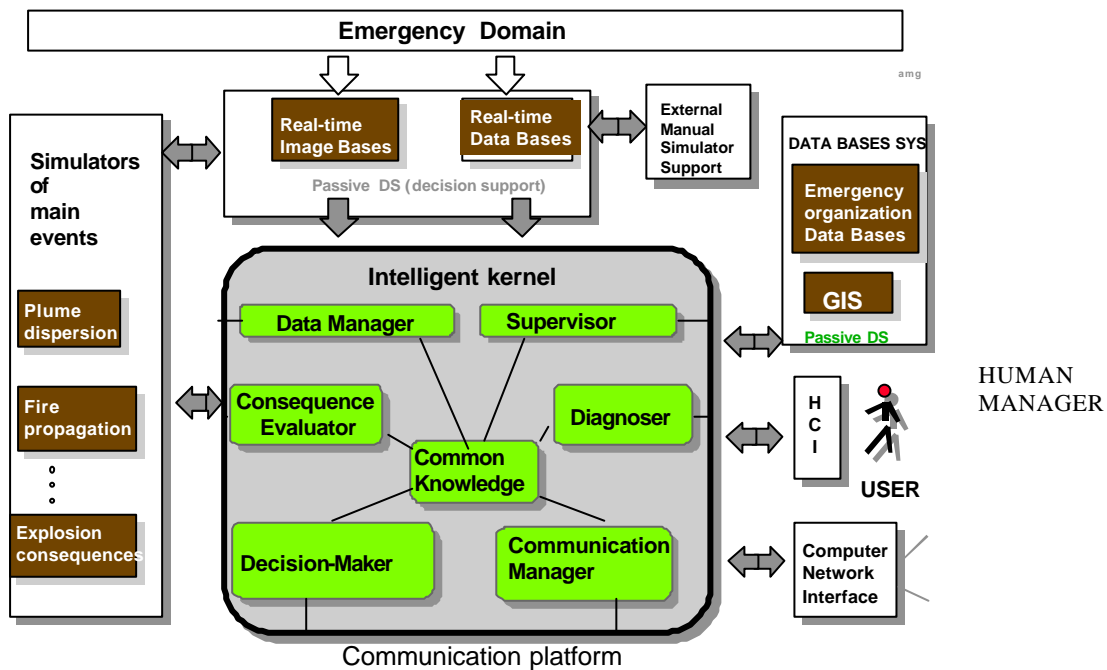 Emergency Domain
amg
Real-time
Image Bases
Real-time
Data Bases
Passive DS (decision support)
External
Manual
Simulator
Support
Simulators
of
main
events
Plume
dispersion
Fire
propagation
Explosion
consequences
DATA BASES SYS
Emergency
organization
Data Bases
GIS
Passive DS
Intelligent kernel
Data Manager
Supervisor
Consequence
Evaluator
Diagnoser
Common
Knowledge
Decision-Maker
Communication
Manager
H
C
I
USER
HUMAN
MANAGER
Computer
Network
Interface
Communication platform